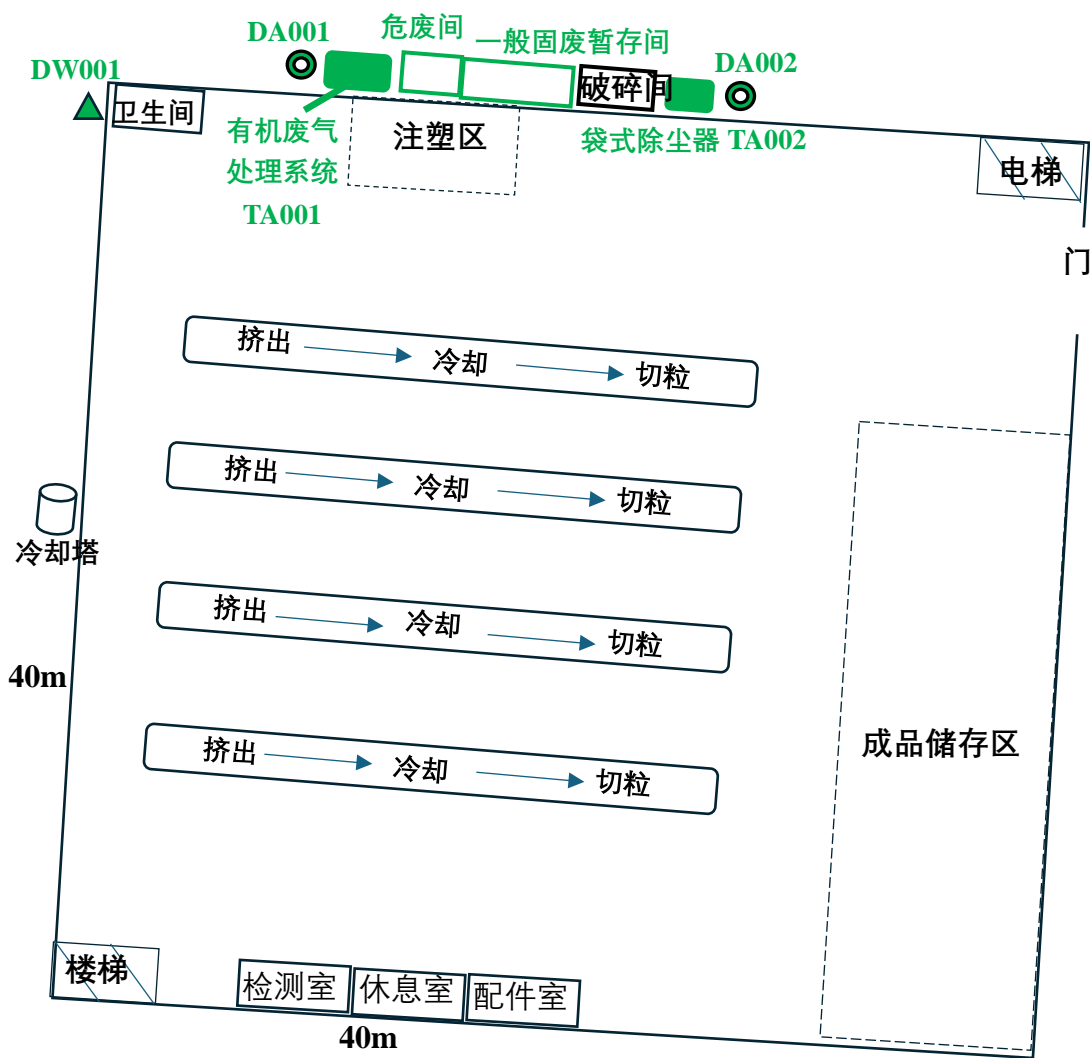 DA001
危废间
一般固废暂存间
DW001
DA002
破碎间
卫生间
有机废气
处理系统
TA001
注塑区
袋式除尘器 TA002
电梯
门
挤出
冷却
切粒
挤出
冷却
切粒
冷却塔
挤出
冷却
切粒
40m
挤出
冷却
切粒
成品储存区
楼梯
检测室
休息室
配件室
40m